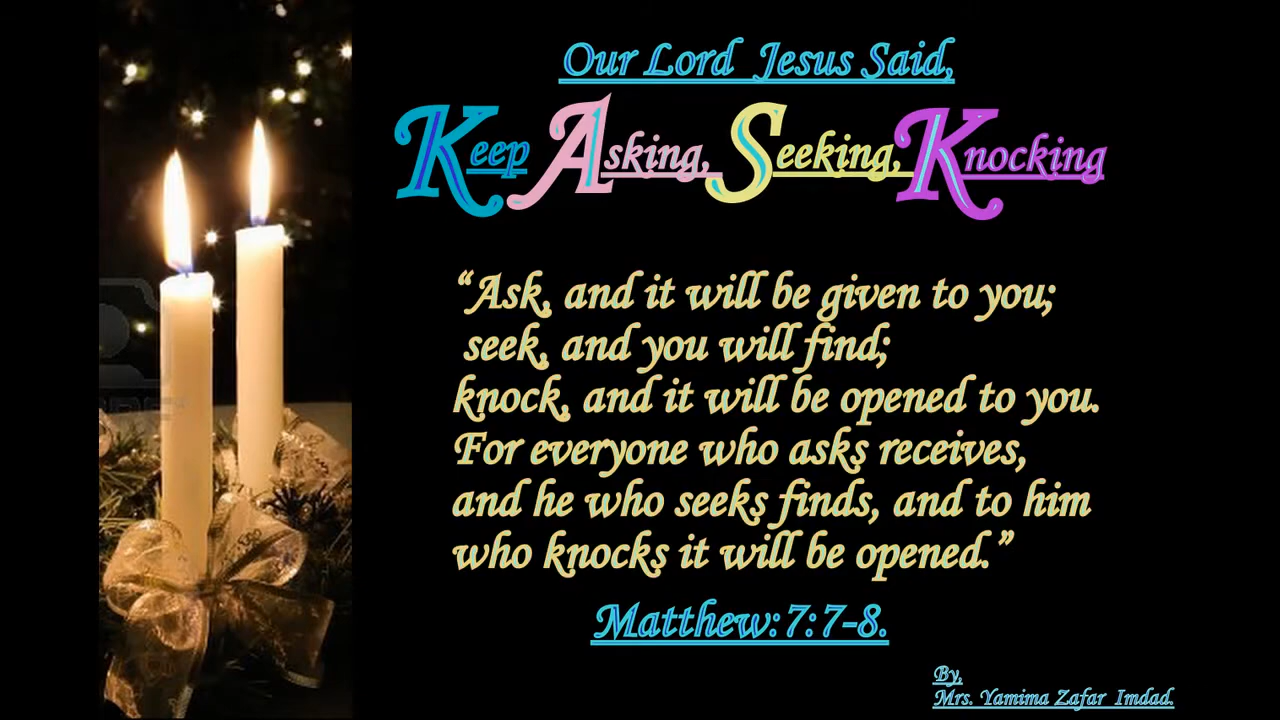 Our Lord Jesus Said,
Keep Asking, Seeking, Knocking
“Ask, and it will be given to you;
seek, and you will find;
knock, and it will be opened to you.
For everyone who asks receives,
and he who seeks finds, and to him
who knocks it will be opened.”
Matthew:7:7-8.
By,
Mrs. Yamima Zafar Imdad.